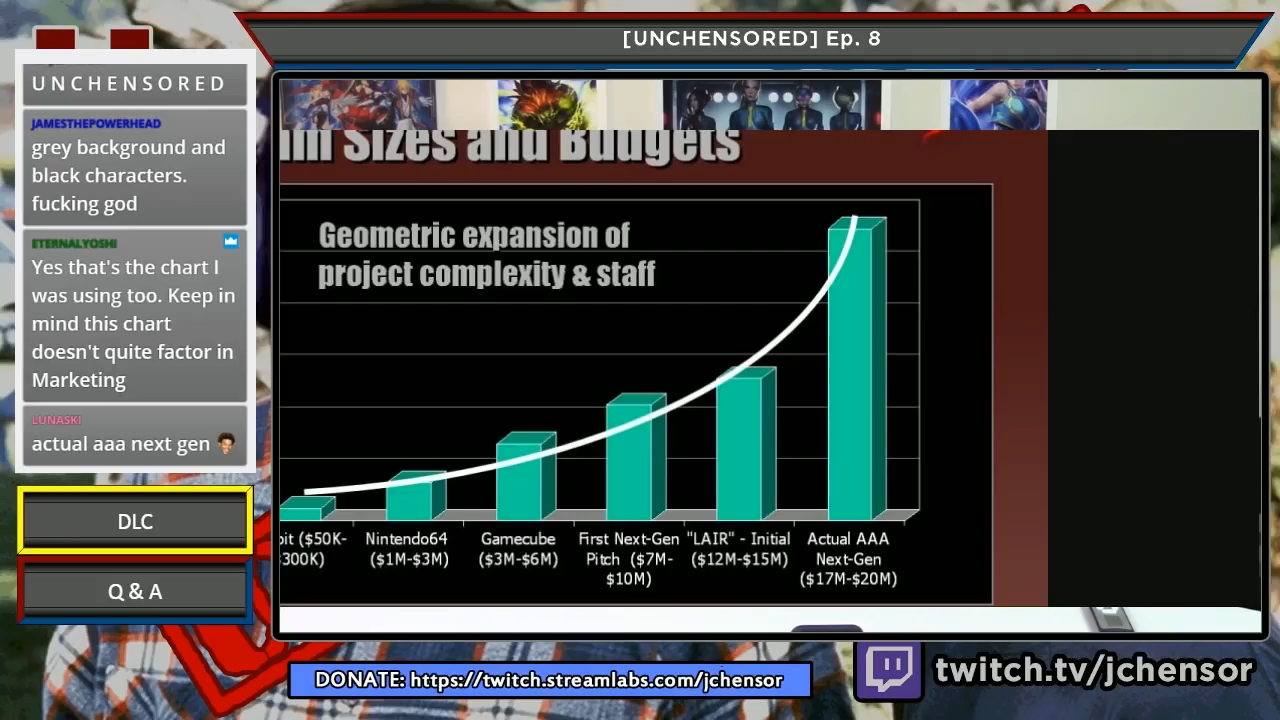 [UNCHENSORED] Ep. 8
UNCHENSORED
JAMESTHEPOWERHEAD
grey background and
black characters.
fucking god
ETERNALYOSHI
Yes that's the chart I
was using too. Keep in
mind this chart
doesn't quite factor in
Marketing
LUNASKI
actual aaa next gen
DLC
Q & A
Sizes and Budgets
Geometric expansion of
project complexity & staff
bit ($50K-
$300K)
Nintendo64
($1M-$3M)
Gamecube
($3M-$6M)
First Next-Gen
Pitch ($7M-
$10M)
"LAIR" - Initial
($12M-$15M)
Actual AAA
Next-Gen
($17M-$20M)
DONATE: https://twitch.streamlabs.com/jchensor
twitch.tv/jchensor